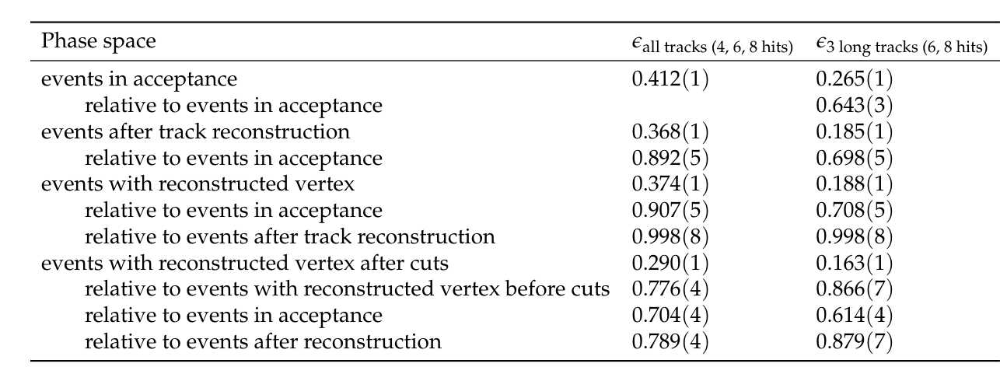 Phase space ϵall tracks (4, 6, 8 hits) ϵ3 long tracks (6, 8 hits)
events in acceptance 0.412(1) 0.265(1)
relative to events in acceptance 0.643(3)
events after track reconstruction 0.368(1) 0.185(1)
relative to events in acceptance 0.892(5) 0.698(5)
events with reconstructed vertex 0.374(1) 0.188(1)
relative to events in acceptance 0.907(5) 0.708(5)
relative to events after track reconstruction 0.998(8) 0.998(8)
events with reconstructed vertex after cuts 0.290(1) 0.163(1)
relative to events with reconstructed vertex before cuts 0.776(4) 0.866(7)
relative to events in acceptance 0.704(4) 0.614(4)
relative to events after reconstruction 0.789(4) 0.879(7)